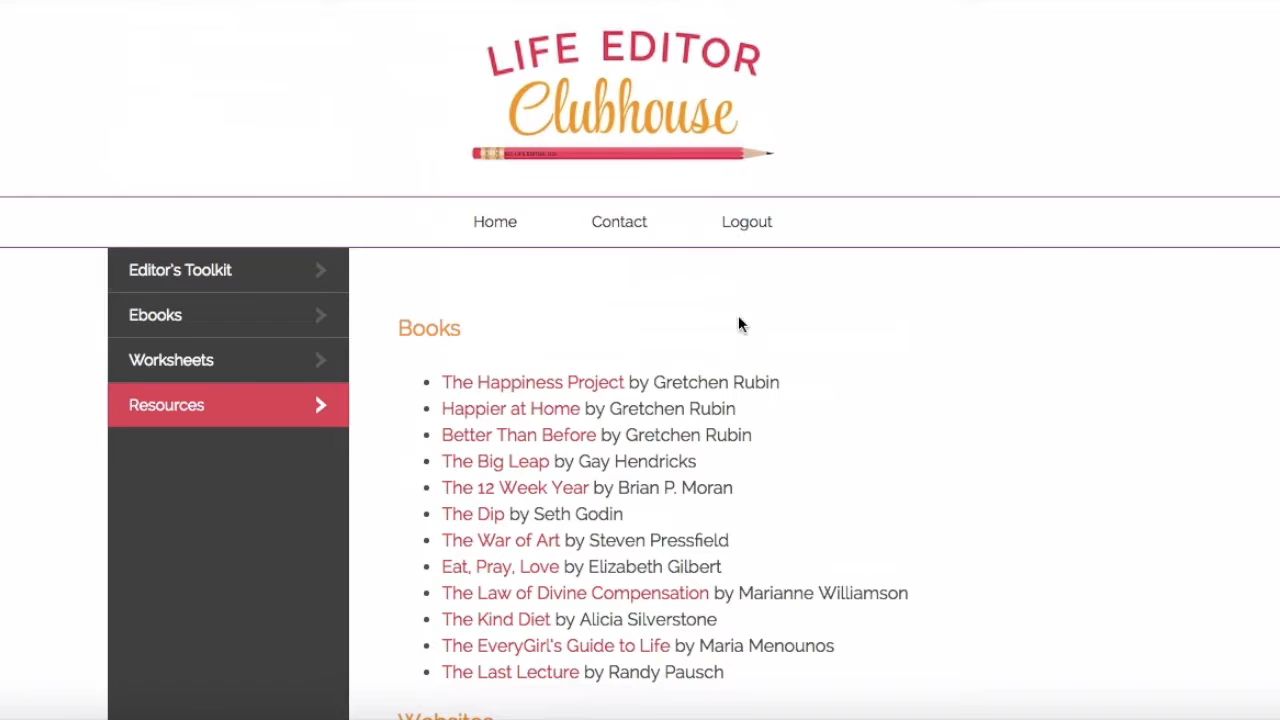 LIFE EDITOR
Clubhouse
Home Contact Logout
Editor's Toolkit
Ebooks
Worksheets
Resources
Books
The Happiness Project by Gretchen Rubin
Happier at Home by Gretchen Rubin
Better Than Before by Gretchen Rubin
The Big Leap by Gay Hendricks
The 12 Week Year by Brian P. Moran
The Dip by Seth Godin
The War of Art by Steven Pressfield
Eat, Pray, Love by Elizabeth Gilbert
The Law of Divine Compensation by Marianne Williamson
The Kind Diet by Alicia Silverstone
The EveryGirl's Guide to Life by Maria Menounos
The Last Lecture by Randy Pausch
Websites